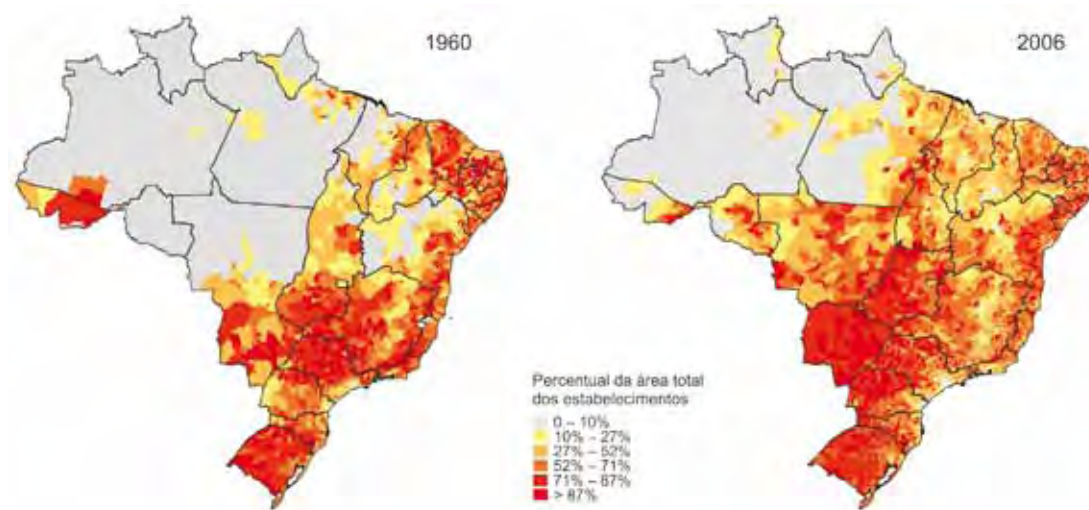 1960
2006
Percentual da área total
dos estabelecimentos
0 – 10%
10% – 27%
27% – 52%
52% – 71%
71% – 87%
> 87%